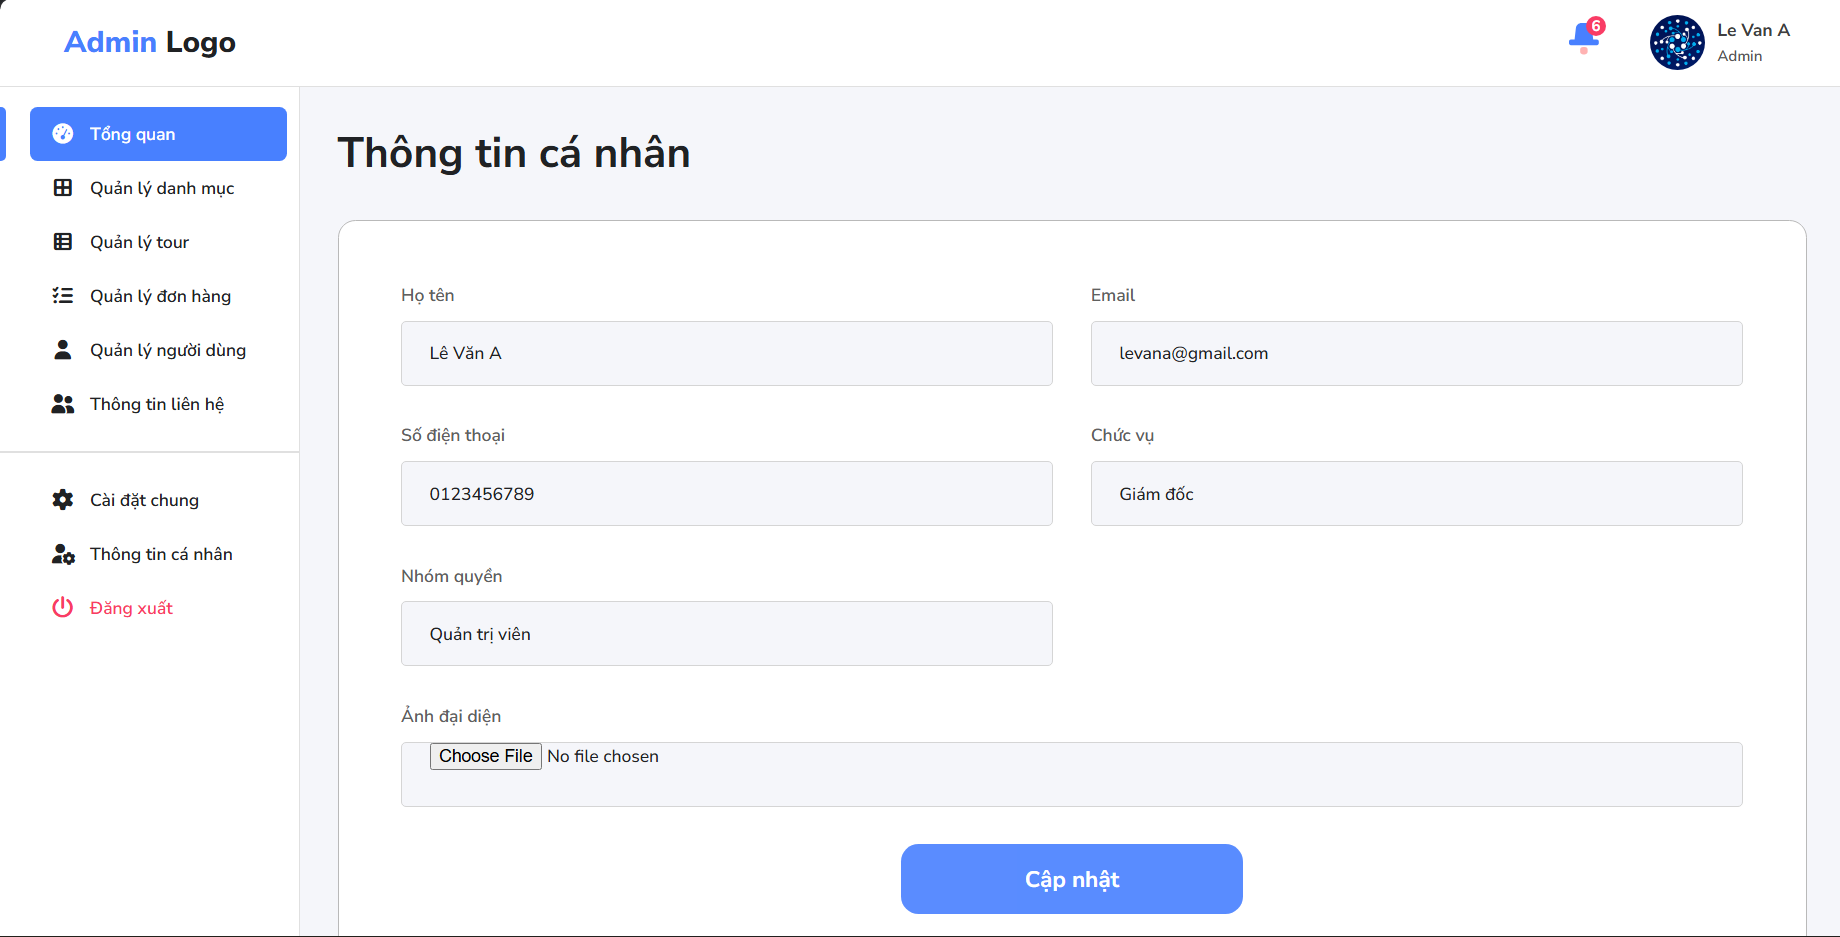 Admin Logo
6
Le Van A
Admin
Tổng quan
Quản lý danh mục
Quản lý tour
Quản lý đơn hàng
Quản lý người dùng
Thông tin liên hệ
Cài đặt chung
Thông tin cá nhân
Đăng xuất
Thông tin cá nhân
Họ tên
Lê Văn A
Email
levana@gmail.com
Số điện thoại
0123456789
Chức vụ
Giám đốc
Nhóm quyền
Quản trị viên
Ảnh đại diện
Choose File No file chosen
Cập nhật